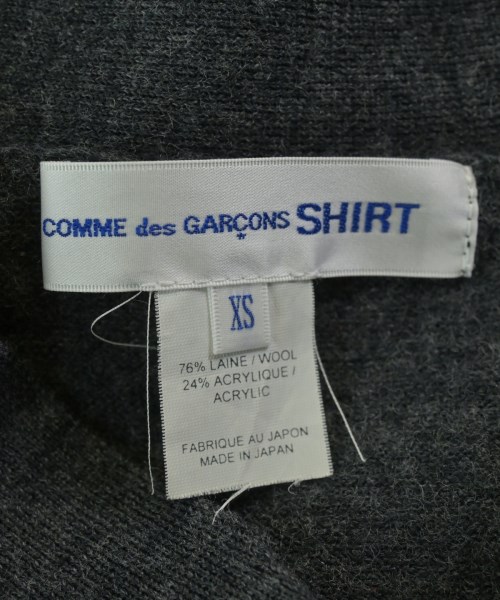 COMME des GARÇONS SHIRT
*
XS
76% LAINE / WOOL
24% ACRYLIQUE /
ACRYLIC
FABRIQUE AU JAPON
MADE IN JAPAN